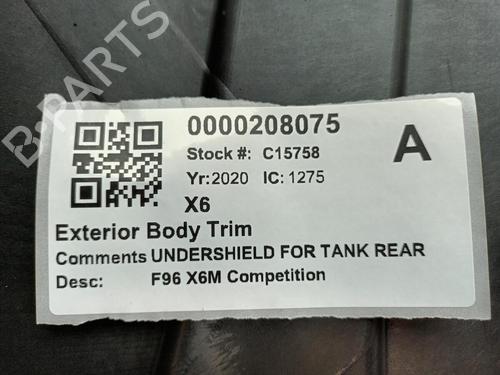 B-PARTS
0000208075
A
Stock #: C15758
Yr:2020 IC:1275
X6
Exterior Body Trim
Comments UNDERSHIELD FOR TANK REAR
Desc: F96 X6M Competition